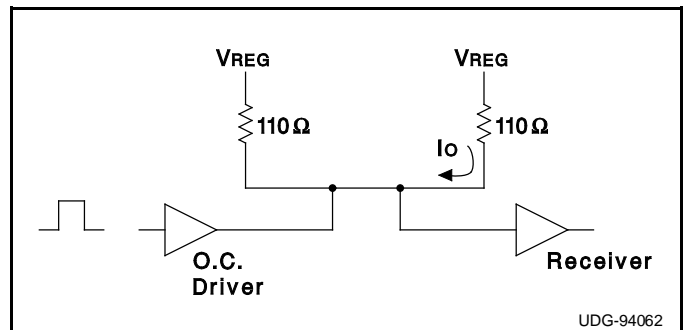 VREG VREG
110Ω 110Ω
IO
O.C.
Driver
Receiver
UDG-94062